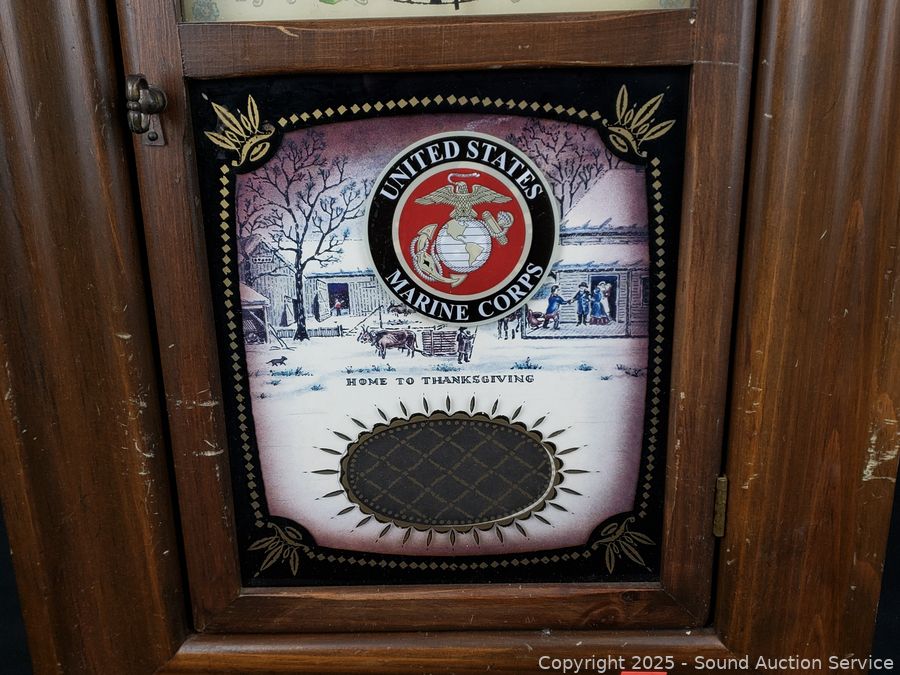 UNITED STATES
MARINE CORPS
HOME TO THANKSGIVING
Copyright 2025 - Sound Auction Service